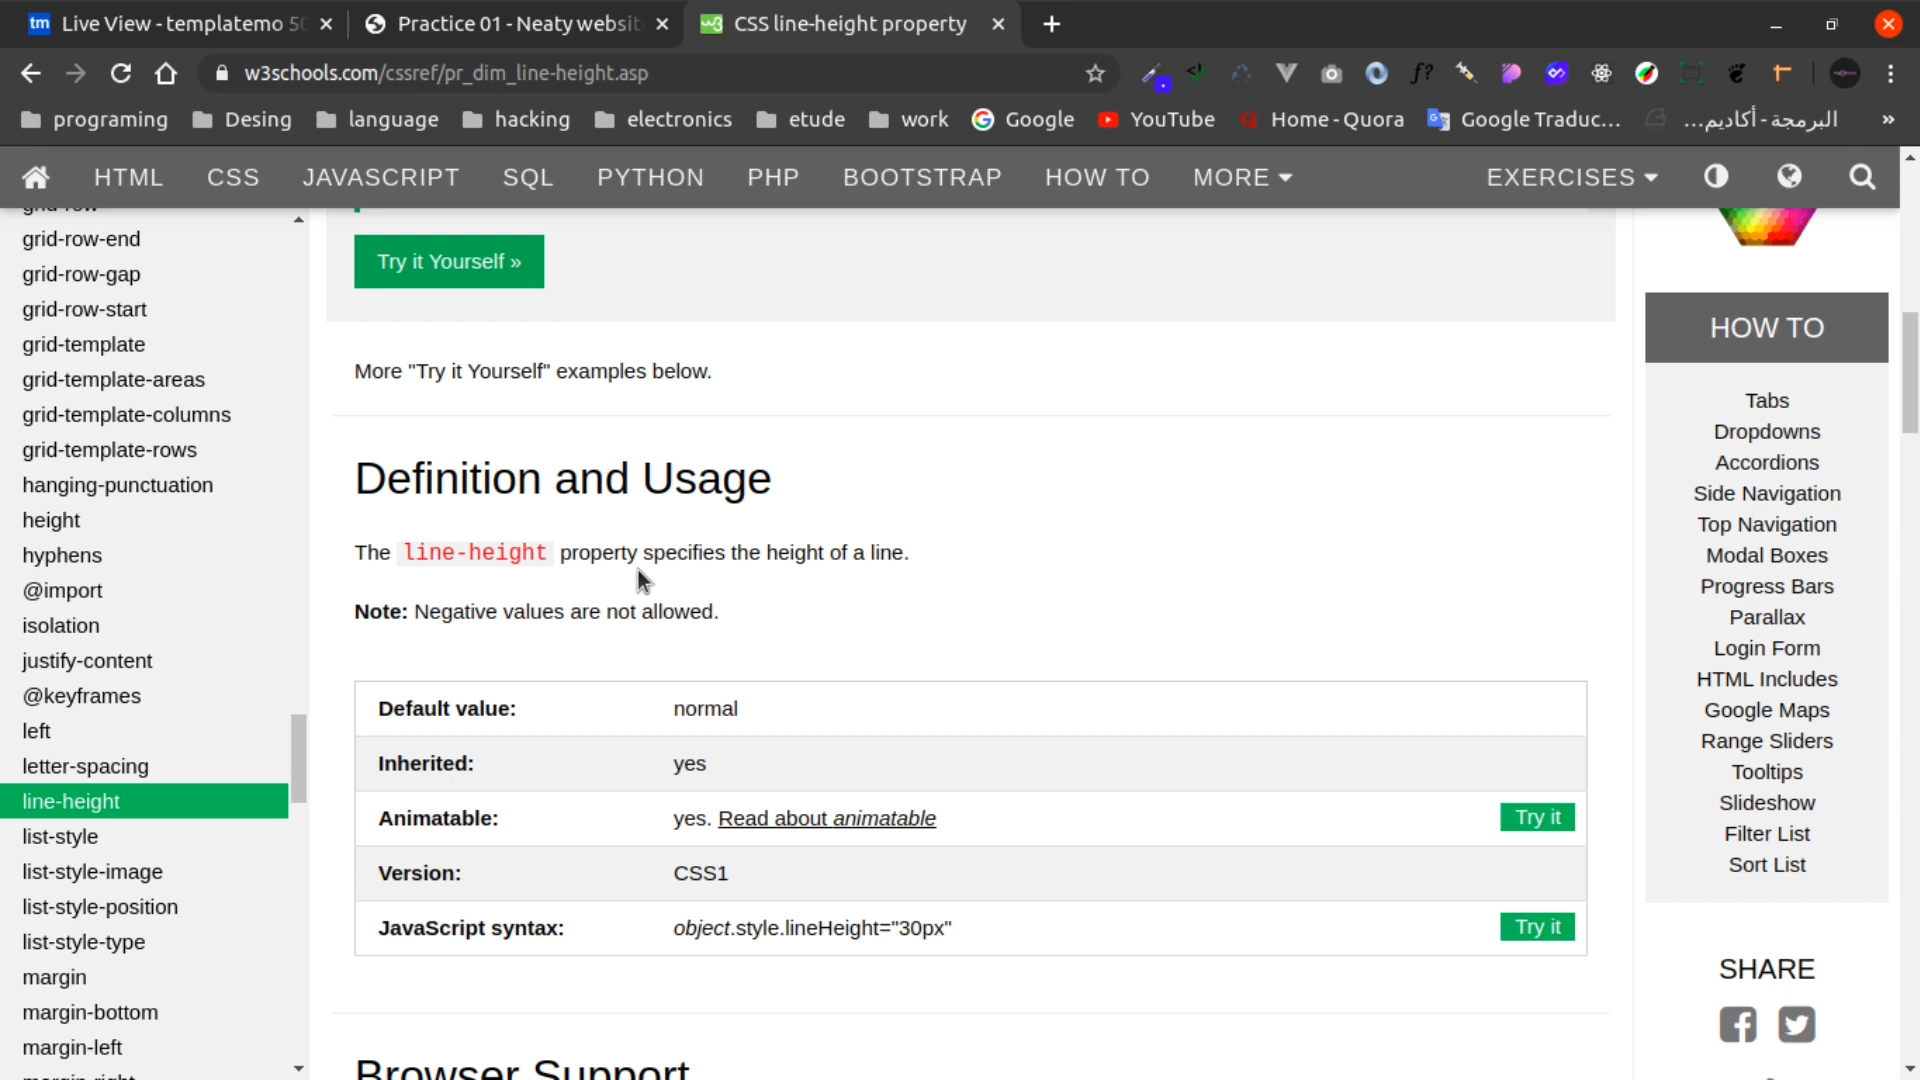 Live View - templatemo 50
Practice 01 - Neaty websit
CSS line-height property
w3schools.com/cssref/pr_dim_line-height.asp
programing
Desing
language
hacking
electronics
etude
work
Google
YouTube
Home - Quora
Google Traduc...
البرمجة - أكاديم...
»
HTML
CSS
JAVASCRIPT
SQL
PYTHON
PHP
BOOTSTRAP
HOW TO
MORE
EXERCISES
grid-row
grid-row-end
grid-row-gap
grid-row-start
grid-template
grid-template-areas
grid-template-columns
grid-template-rows
hanging-punctuation
height
hyphens
@import
isolation
justify-content
@keyframes
left
letter-spacing
line-height
list-style
list-style-image
list-style-position
list-style-type
margin
margin-bottom
margin-left
margin-right
Try it Yourself »
More "Try it Yourself" examples below.
Definition and Usage
The line-height property specifies the height of a line.
Note: Negative values are not allowed.
Default value: normal
Inherited: yes
Animatable: yes. Read about animatable Try it
Version: CSS1
JavaScript syntax: object.style.lineHeight="30px" Try it
Browser Support
HOW TO
Tabs
Dropdowns
Accordions
Side Navigation
Top Navigation
Modal Boxes
Progress Bars
Parallax
Login Form
HTML Includes
Google Maps
Range Sliders
Tooltips
Slideshow
Filter List
Sort List
SHARE